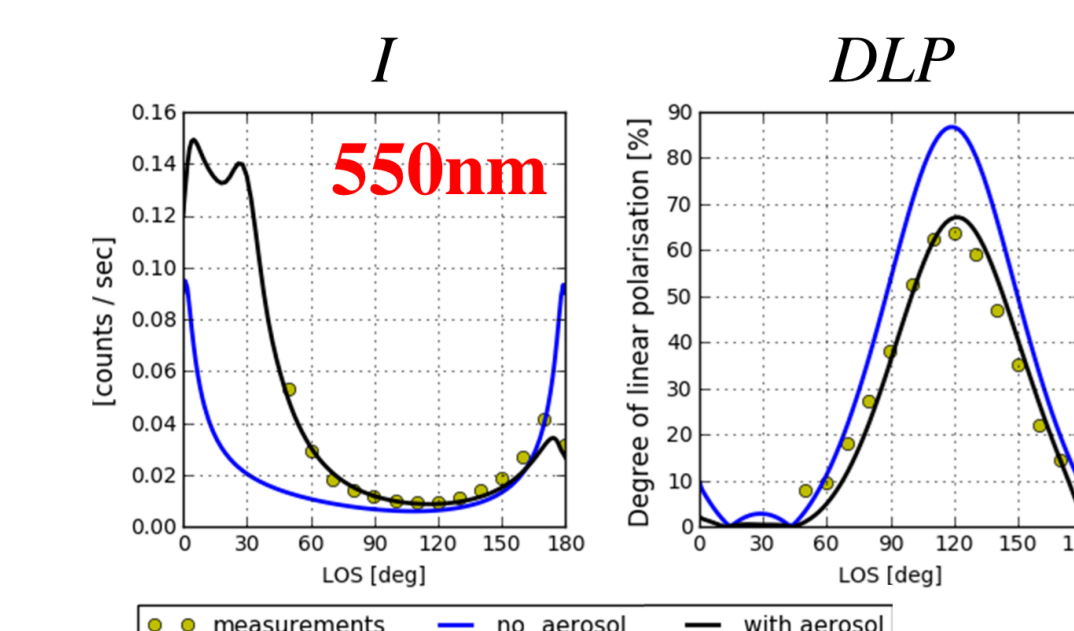 I
DLP
550nm
[counts / sec]
0.16
0.14
0.12
0.10
0.08
0.06
0.04
0.02
0.00
0 30 60 90 120 150 180
LOS [deg]
Degree of linear polarisation [%]
90
80
70
60
50
40
30
20
10
0
0 30 60 90 120 150 1
LOS [deg]
measurements no aerosol with aerosol